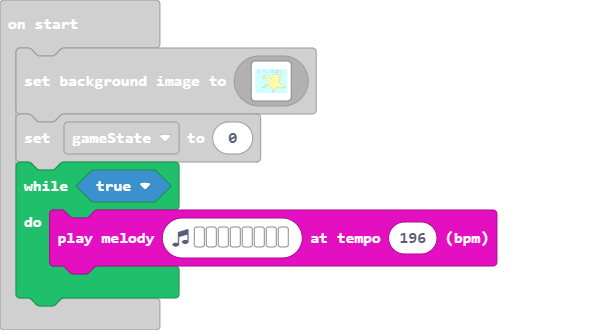 on start
set background image to
set gameState to 0
while true
do
play melody at tempo 196 (bpm)